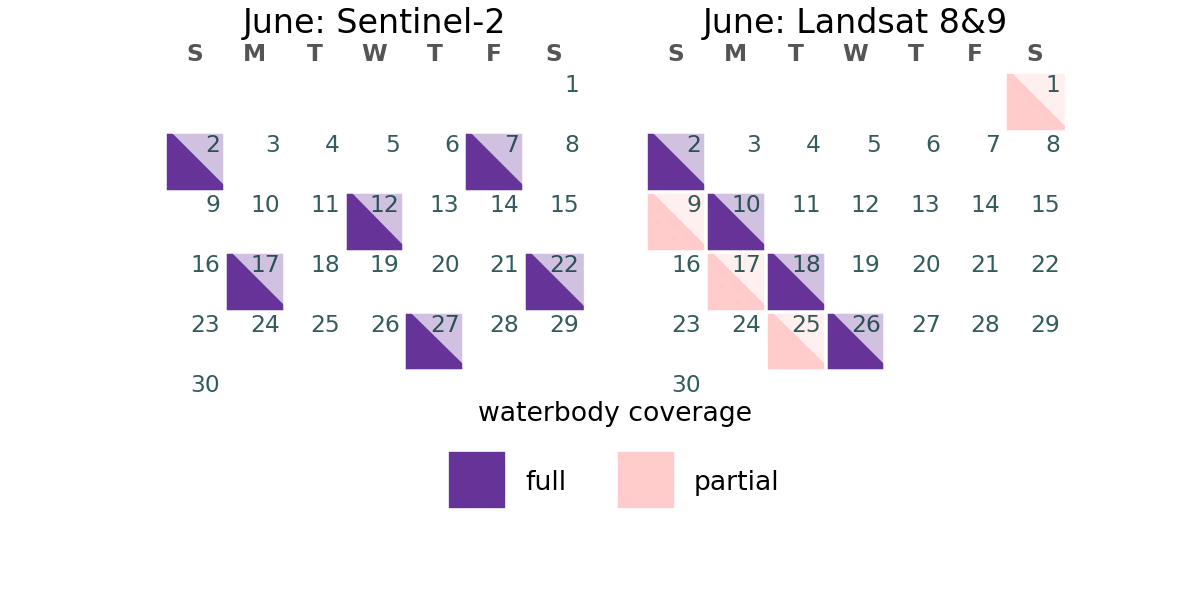 June: Sentinel-2
S M T W T F S
1
2 3 4 5 6 7 8
9 10 11 12 13 14 15
16 17 18 19 20 21 22
23 24 25 26 27 28 29
30
June: Landsat 8&9
S M T W T F S
1
2 3 4 5 6 7 8
9 10 11 12 13 14 15
16 17 18 19 20 21 22
23 24 25 26 27 28 29
30
waterbody coverage
full
partial